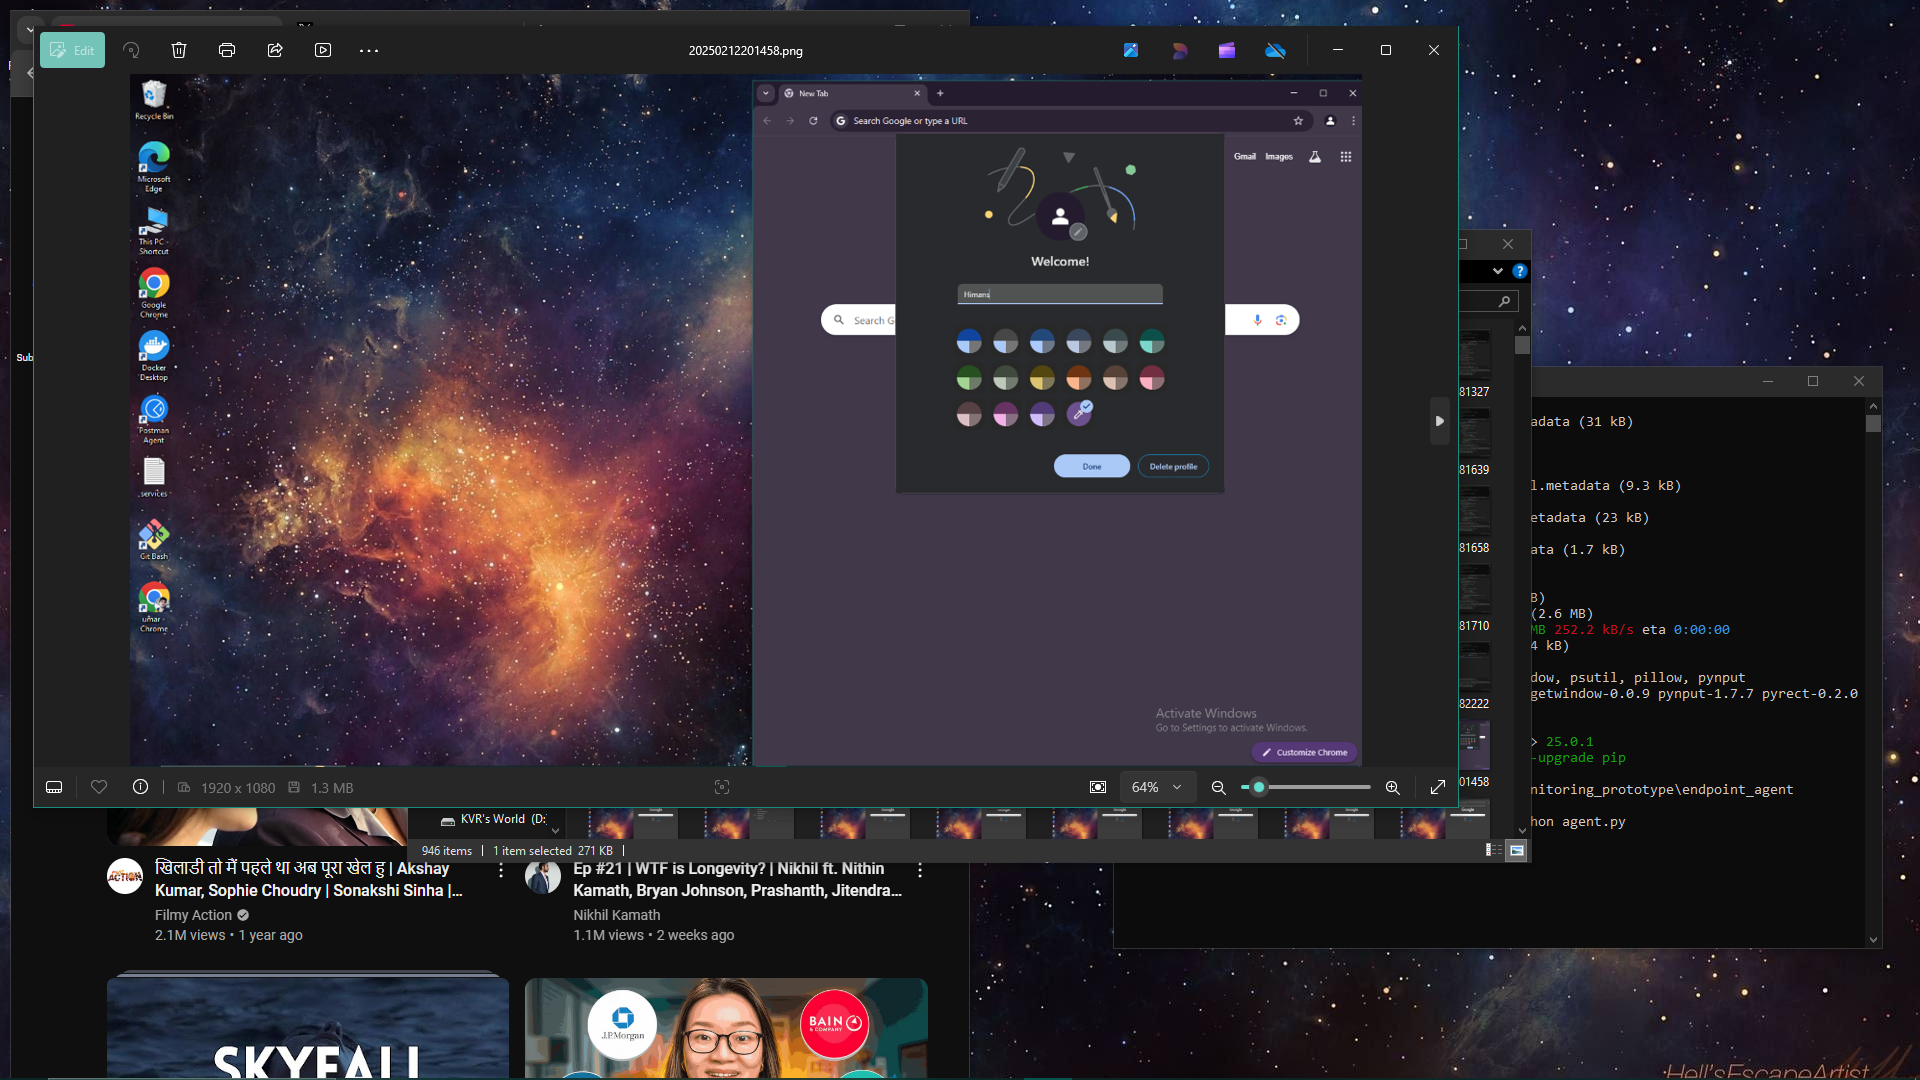 Edit
20250212201458.png
Recycle Bin
Microsoft
Edge
This PC -
Shortcut
Google
Chrome
Docker
Desktop
Postman
Agent
services
Git Bash
umar -
Chrome
New Tab
Search Google or type a URL
Gmail Images
Welcome!
Himans
Search G
Done
Delete profile
Activate Windows
Go to Settings to activate Windows.
Customize Chrome
1920 x 1080
1.3 MB
64%
Sub
81327
81639
81658
81710
82222
01458
adata (31 kB)
l.metadata (9.3 kB)
etadata (23 kB)
ata (1.7 kB)
B)
(2.6 MB)
MB 252.2 kB/s eta 0:00:00
4 kB)
dow, psutil, pillow, pynput
getwindow-0.0.9 pynput-1.7.7 pyrect-0.2.0
> 25.0.1
-upgrade pip
nitoring_prototype\endpoint_agent
hon agent.py
KVR's World (D:
946 items
1 item selected 271 KB
खिलाडी तो मैं पहले था अब पूरा खेल हु | Akshay
Kumar, Sophie Choudry | Sonakshi Sinha |...
Filmy Action
2.1M views • 1 year ago
Ep #21 | WTF is Longevity? | Nikhil ft. Nithin
Kamath, Bryan Johnson, Prashanth, Jitendra...
Nikhil Kamath
1.1M views • 2 weeks ago
ACTION
SKYFALL
J.P.Morgan
BAIN
& COMPANY
Hell'sEscapeArtist